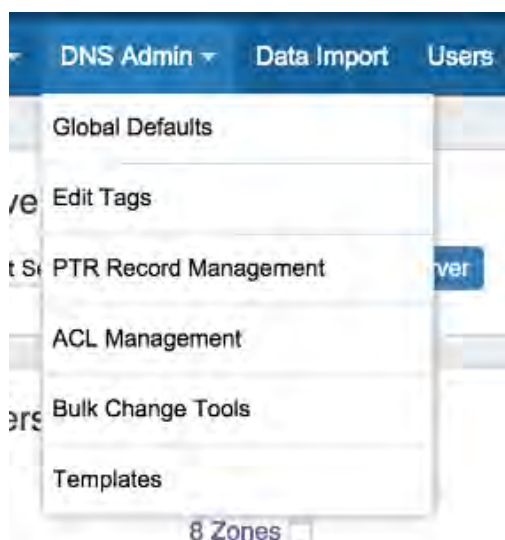 DNS Admin Data Import Users
Global Defaults
Edit Tags
PTR Record Management
ACL Management
Bulk Change Tools
Templates
8 Zones